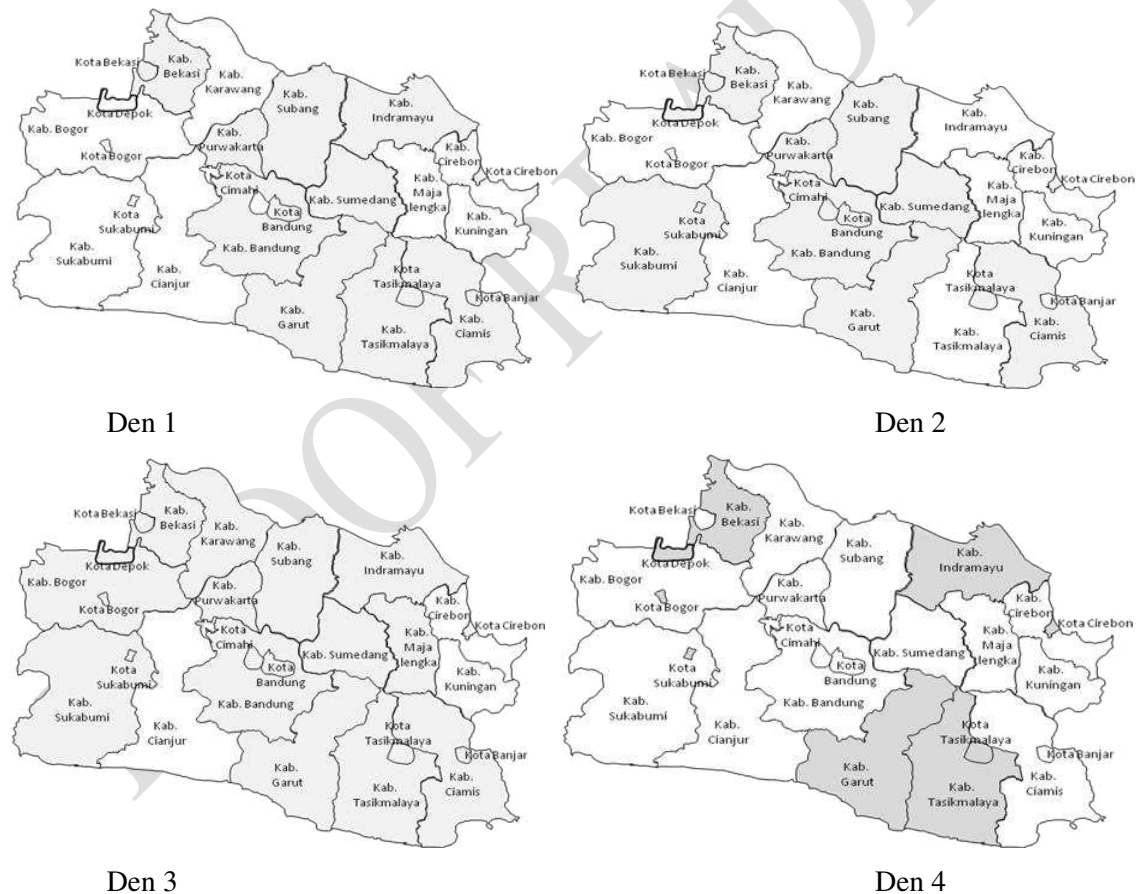 Kota Bekasi
Kab.
Bekasi
Kab.
Karawang
Kab.
Subang
Kab.
Indramayu
Kota Depok
Kab. Bogor
Kota Bogor
Kab.
Purwakarta
Kab.
Cirebon
Kota Cirebon
Kota
Cimahi
Kab.
Maja
lengka
Kota
Sukabumi
Kab. Sumedang
Kota
Bandung
Kab.
Kuningan
Kab.
Sukabumi
Kab. Bandung
Kab.
Cianjur
Kota
Tasikmalaya
Kota Banjar
Kab.
Garut
Kab.
Tasikmalaya
Kab.
Ciamis
Den 1
Kota Bekasi
Kab.
Bekasi
Kab.
Karawang
Kab.
Subang
Kab.
Indramayu
Kota Depok
Kab. Bogor
Kota Bogor
Kab.
Purwakarta
Kab.
Cirebon
Kota Cirebon
Kota
Cimahi
Kab.
Maja
lengka
Kota
Sukabumi
Kab. Sumedang
Kota
Bandung
Kab.
Kuningan
Kab.
Sukabumi
Kab. Bandung
Kab.
Cianjur
Kota
Tasikmalaya
Kota Banjar
Kab.
Garut
Kab.
Tasikmalaya
Kab.
Ciamis
Den 2
Kota Bekasi
Kab.
Bekasi
Kab.
Karawang
Kab.
Subang
Kab.
Indramayu
Kota Depok
Kab. Bogor
Kota Bogor
Kab.
Purwakarta
Kab.
Cirebon
Kota Cirebon
Kota
Cimahi
Kab.
Maja
lengka
Kota
Sukabumi
Kab. Sumedang
Kota
Bandung
Kab.
Kuningan
Kab.
Sukabumi
Kab. Bandung
Kab.
Cianjur
Kota
Tasikmalaya
Kota Banjar
Kab.
Garut
Kab.
Tasikmalaya
Kab.
Ciamis
Den 3
Kota Bekasi
Kab.
Bekasi
Kab.
Karawang
Kab.
Subang
Kab.
Indramayu
Kota Depok
Kab. Bogor
Kota Bogor
Kab.
Purwakarta
Kab.
Cirebon
Kota Cirebon
Kota
Cimahi
Kab.
Maja
lengka
Kota
Sukabumi
Kab. Sumedang
Kota
Bandung
Kab.
Kuningan
Kab.
Sukabumi
Kab. Bandung
Kab.
Cianjur
Kota
Tasikmalaya
Kota Banjar
Kab.
Garut
Kab.
Tasikmalaya
Kab.
Ciamis
Den 4